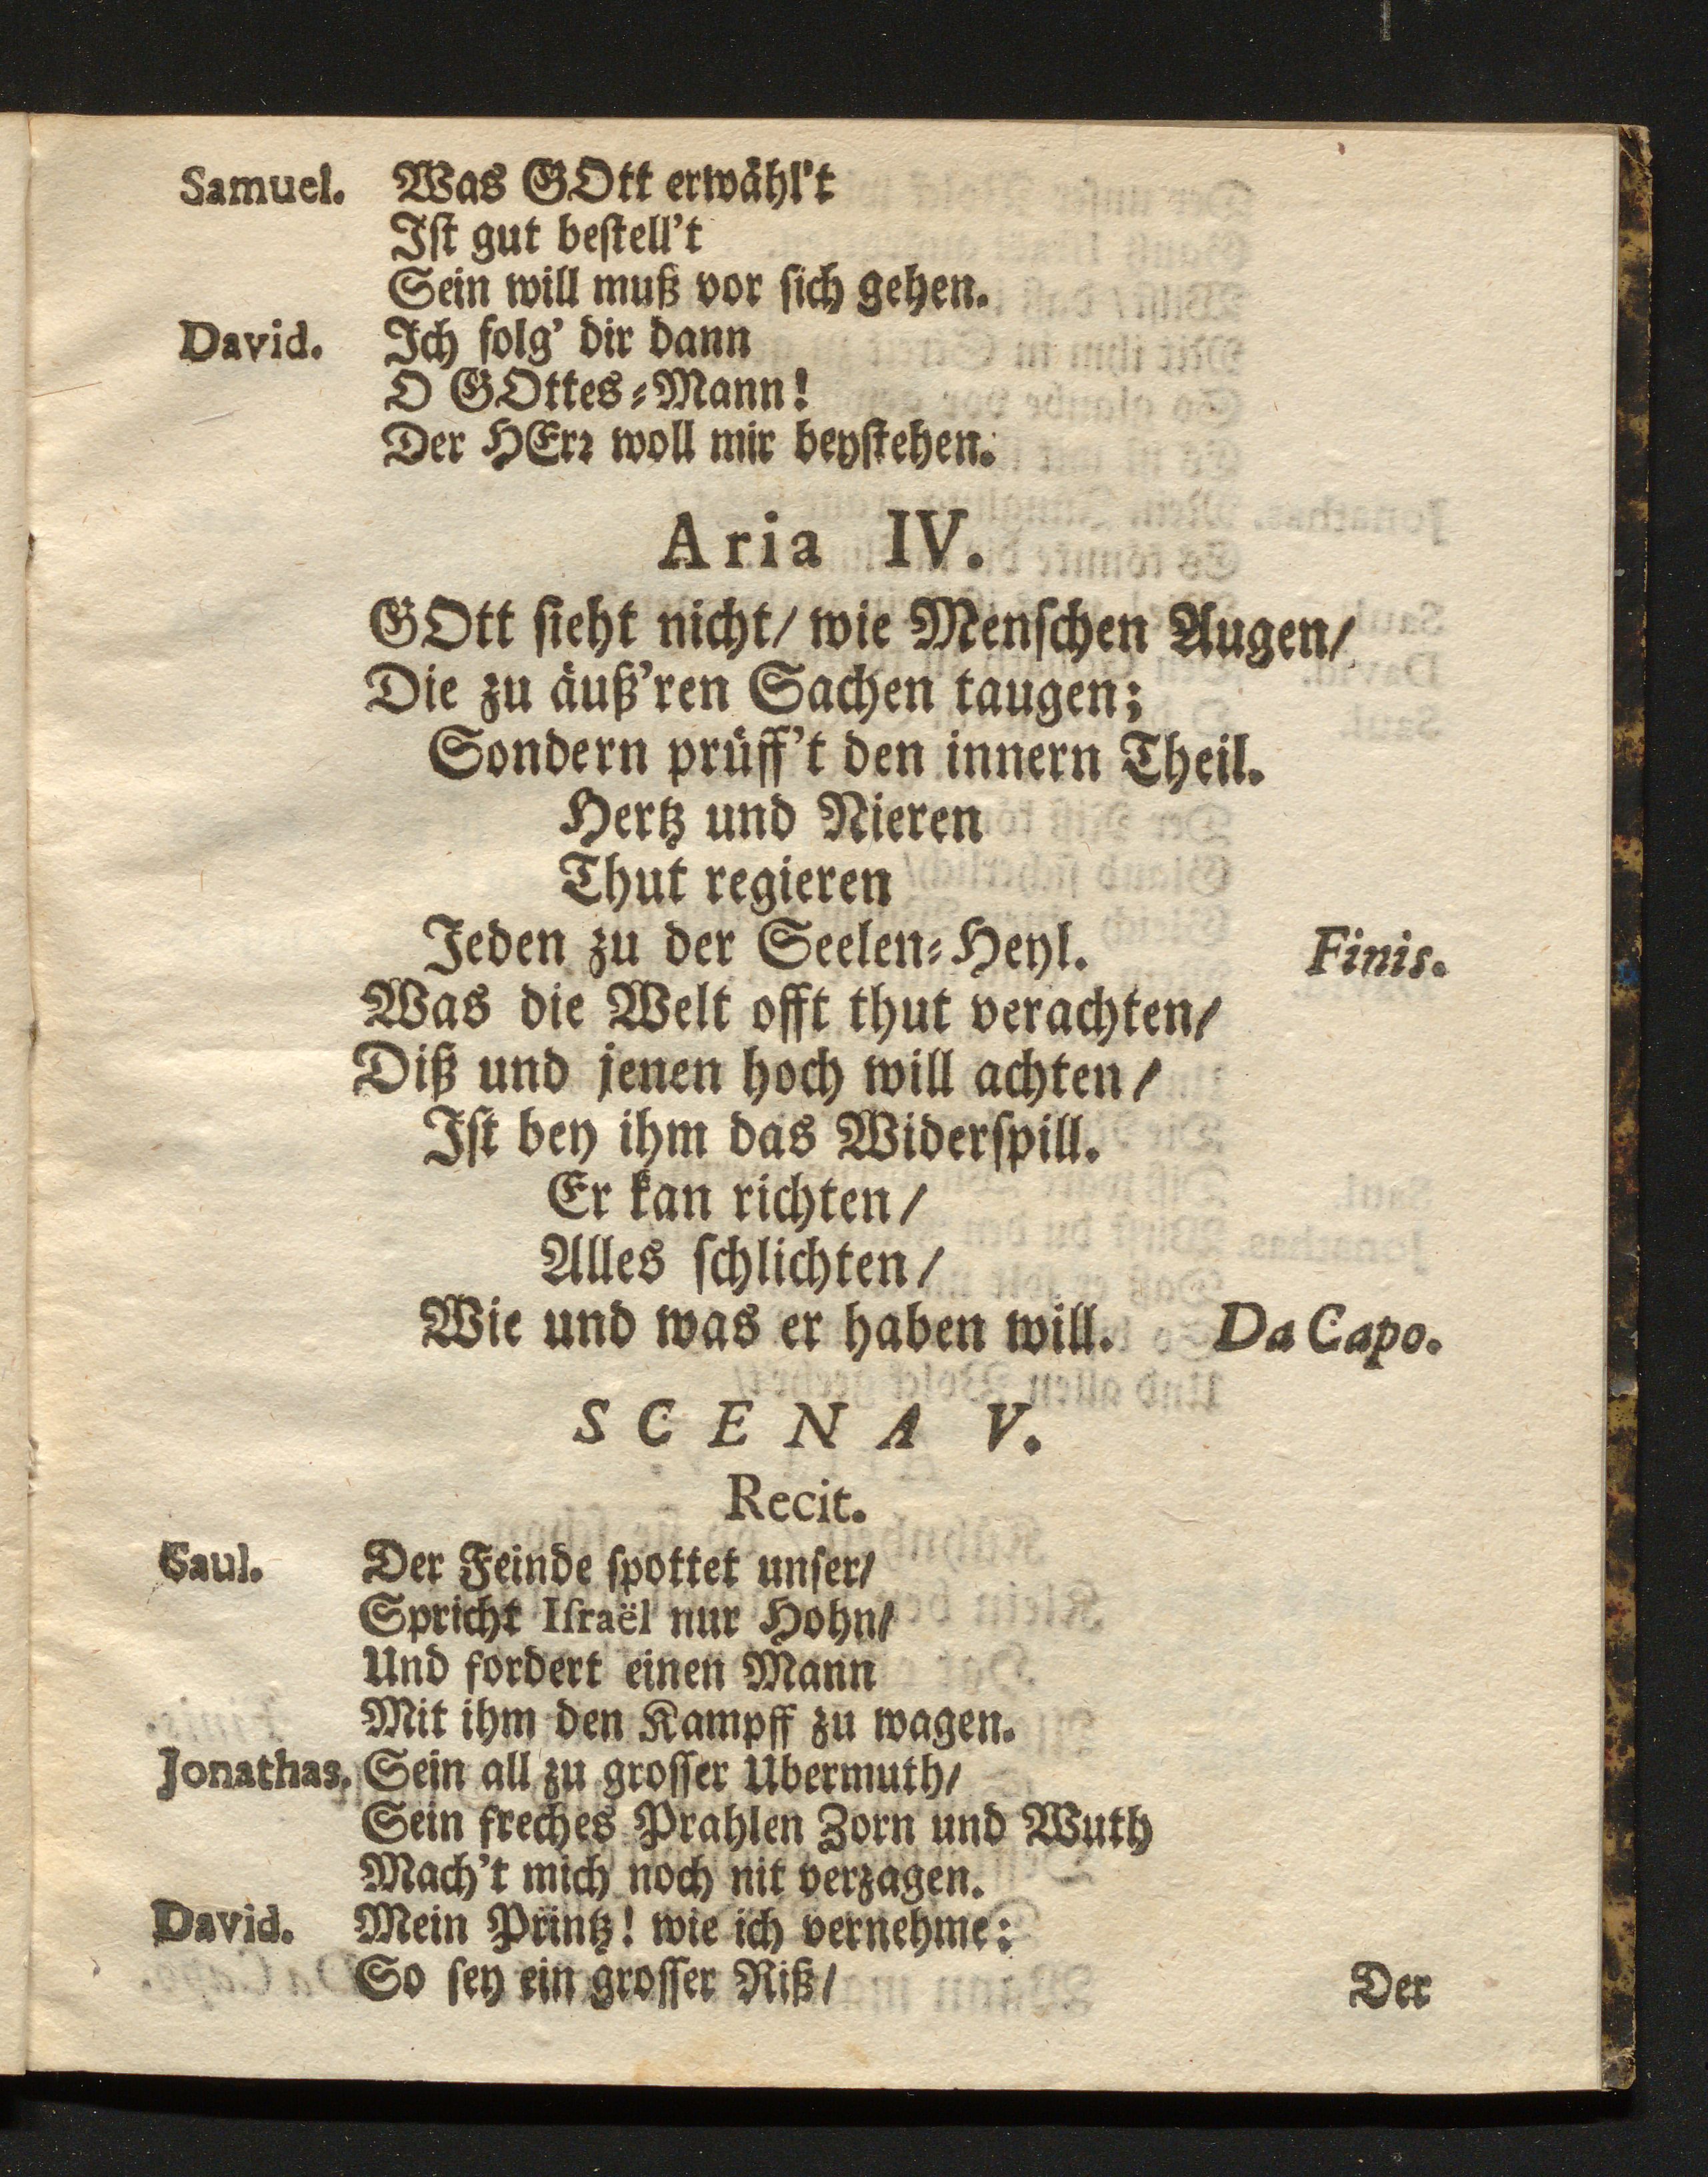 Samuel. Was GOtt erwähl't
Ist gut bestell't
Sein will muß vor sich gehen.
David. Ich folg' dir dann
O GOttes-Mann!
Der HErr woll mir beystehen.
Aria IV.
GOtt sieht nicht/ wie Menschen Augen/
Die zu äuß'ren Sachen taugen;
Sondern prüff't den innern Theil.
Hertz und Nieren
Thut regieren
Jeden zu der Seelen-Heyl. Finis.
Was die Welt offt thut verachten/
Diß und jenen hoch will achten/
Ist bey ihm das Widerspill.
Er kan richten/
Alles schlichten/
Wie und was er haben will. Da Capo.
SCENA V.
Recit.
Saul. Der Feinde spottet unser/
Spricht Israël nur Hohn/
Und fordert einen Mann
Mit ihm den Kampff zu wagen.
Jonathas. Sein all zu grosser Ubermuth/
Sein freches Prahlen Zorn und Wuth
Mach't mich noch nit verzagen.
David. Mein Printz! wie ich vernehme:
So sey ein grosser Riß/
Der